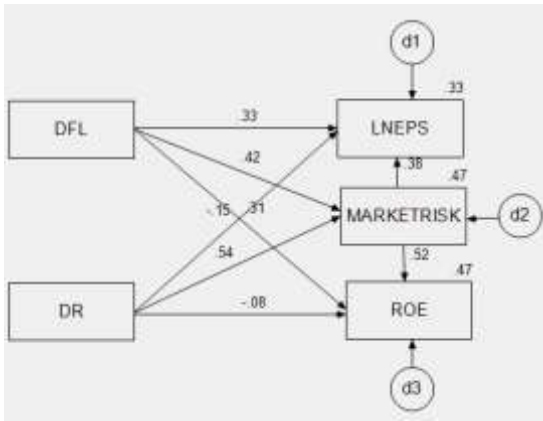 d1
.33
DFL
.33
LNEPS
.42
.38
.47
-.15
.31
MARKETRISK
d2
.54
.52
.47
DR
-.08
ROE
d3